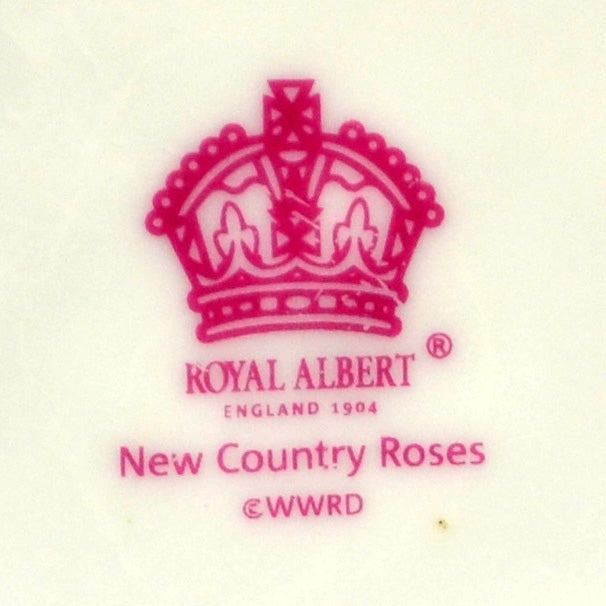 ROYAL ALBERT ®
ENGLAND 1904
New Country Roses
©WWRD